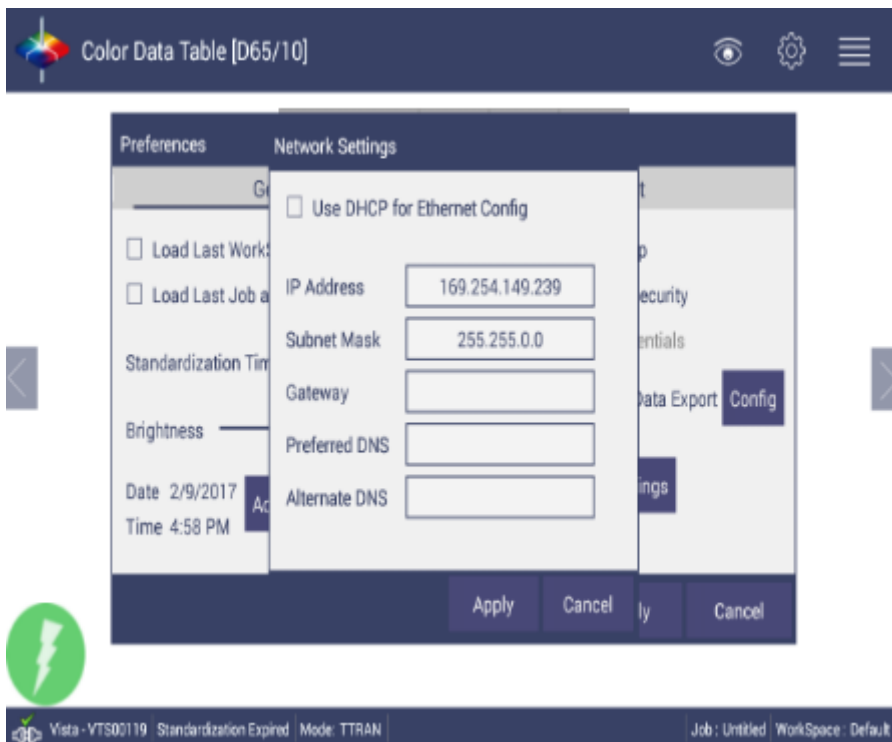 Color Data Table [D65/10]
Preferences
Network Settings
Use DHCP for Ethernet Config
Load Last Work
Load Last Job a
IP Address 169.254.149.239
ecurity
Subnet Mask 255.255.0.0
entials
Standardization Tim
Gateway
Data Export Config
Brightness
Preferred DNS
Date 2/9/2017
Alternate DNS
ings
Time 4:58 PM
Apply Cancel
ly Cancel
Vista - VTS00119 Standardization Expired Mode: TTRAN Job : Untitled WorkSpace : Default